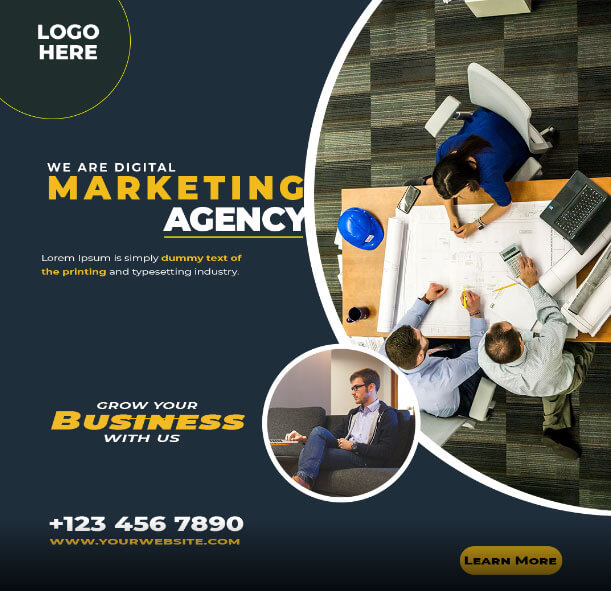 LOGO
HERE
WE ARE DIGITAL
MARKETING
AGENCY
Lorem Ipsum is simply dummy text of
the printing and typesetting industry.
GROW YOUR
BUSINESS
WITH US
+123 456 7890
WWW.YOURWEBSITE.COM
LEARN MORE